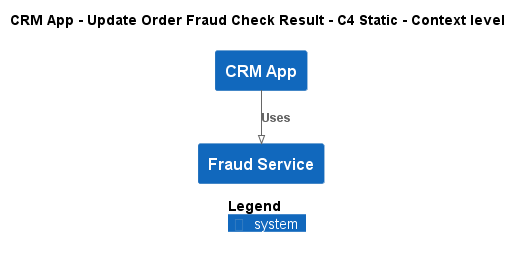 CRM App - Update Order Fraud Check Result - C4 Static - Context level
CRM App
Uses
Fraud Service
Legend
system